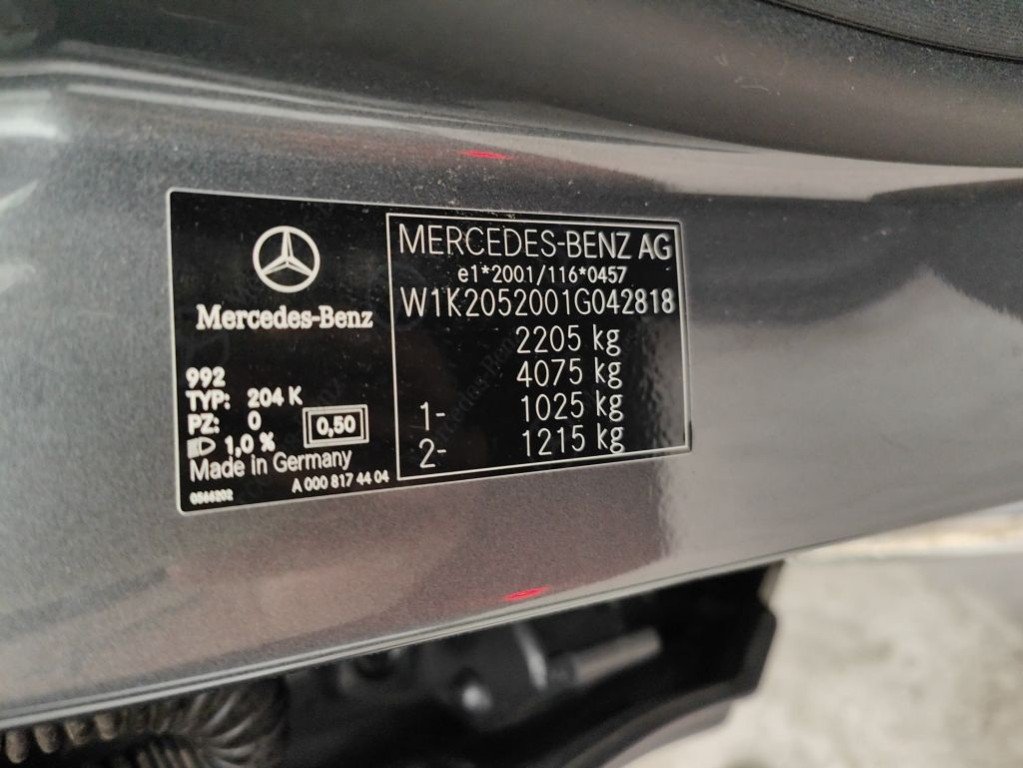 Mercedes-Benz
992
TYP: 204 K
PZ: 0
0,50
1,0 %
Made in Germany
A 000 817 44 04
MERCEDES-BENZ AG
e1*2001/116*0457
W1K2052001G042818
2205 kg
4075 kg
1- 1025 kg
2- 1215 kg